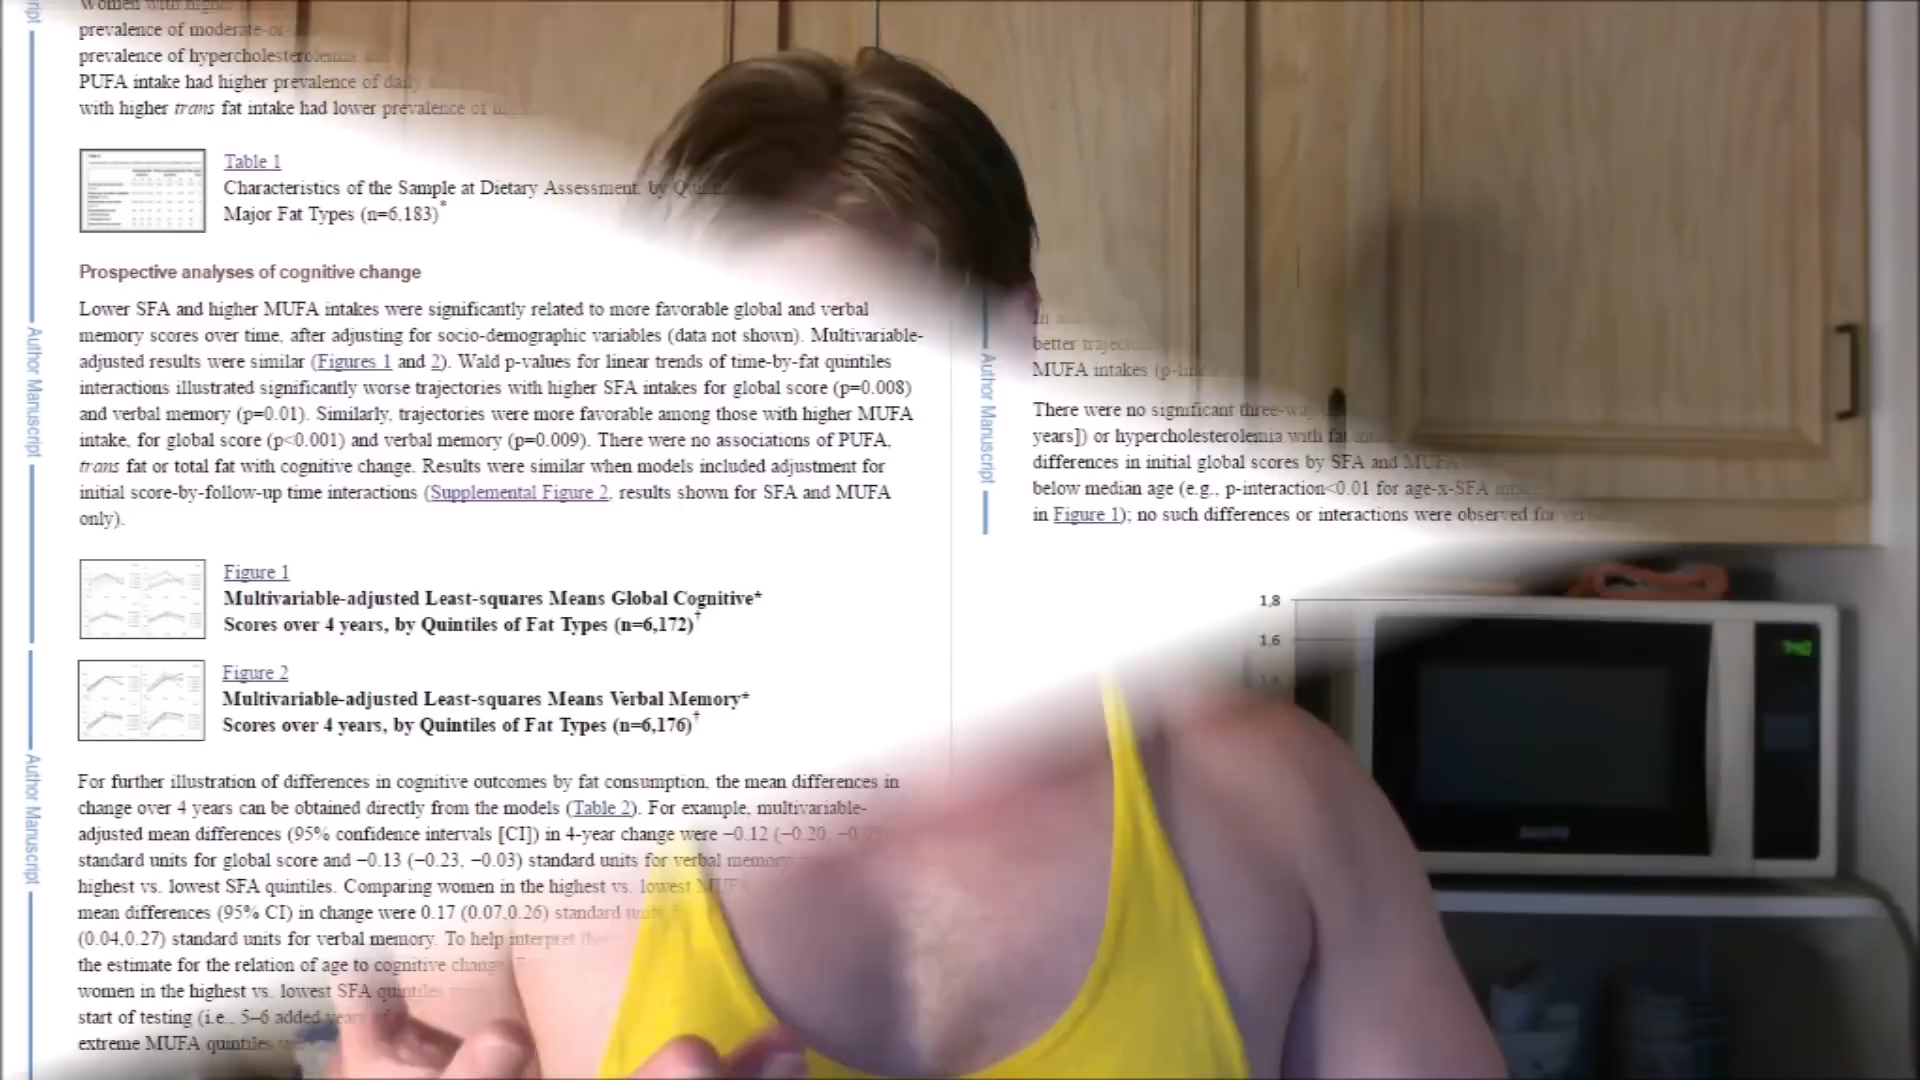 Women with higher
prevalence of moderate-or-
prevalence of hypercholesterolemia
PUFA intake had higher prevalence of daily
with higher trans fat intake had lower prevalence of
Table 1
Characteristics of the Sample at Dietary Assessment, by
Major Fat Types (n=6,183)*
Prospective analyses of cognitive change
Lower SFA and higher MUFA intakes were significantly related to more favorable global and verbal
memory scores over time, after adjusting for socio-demographic variables (data not shown). Multivariable-
adjusted results were similar (Figures 1 and 2). Wald p-values for linear trends of time-by-fat quintiles
interactions illustrated significantly worse trajectories with higher SFA intakes for global score (p=0.008)
and verbal memory (p=0.01). Similarly, trajectories were more favorable among those with higher MUFA
intake, for global score (p<0.001) and verbal memory (p=0.009). There were no associations of PUFA,
trans fat or total fat with cognitive change. Results were similar when models included adjustment for
initial score-by-follow-up time interactions (Supplemental Figure 2, results shown for SFA and MUFA
only).
Figure 1
Multivariable-adjusted Least-squares Means Global Cognitive*
Scores over 4 years, by Quintiles of Fat Types (n=6,172)†
Figure 2
Multivariable-adjusted Least-squares Means Verbal Memory*
Scores over 4 years, by Quintiles of Fat Types (n=6,176)†
For further illustration of differences in cognitive outcomes by fat consumption, the mean differences in
change over 4 years can be obtained directly from the models (Table 2). For example, multivariable-
adjusted mean differences (95% confidence intervals [CI]) in 4-year change were −0.12 (−0.20,
standard units for global score and −0.13 (−0.23, −0.03) standard units for verbal memory
highest vs. lowest SFA quintiles. Comparing women in the highest vs. lowest MUFA
mean differences (95% CI) in change were 0.17 (0.07,0.26) standard units
(0.04,0.27) standard units for verbal memory. To help interpret
the estimate for the relation of age to cognitive change
women in the highest vs. lowest SFA quintiles
start of testing (i.e., 5–6 added years of
extreme MUFA quintiles
Author Manuscript
Author Manuscript
Author Manuscript
In
better
MUFA intakes
There were no significant three-way
years]) or hypercholesterolemia with fat
differences in initial global scores by SFA and MUFA
below median age (e.g., p-interaction<0.01 for age-x-SFA
in Figure 1); no such differences or interactions were observed for
1,8
1,6